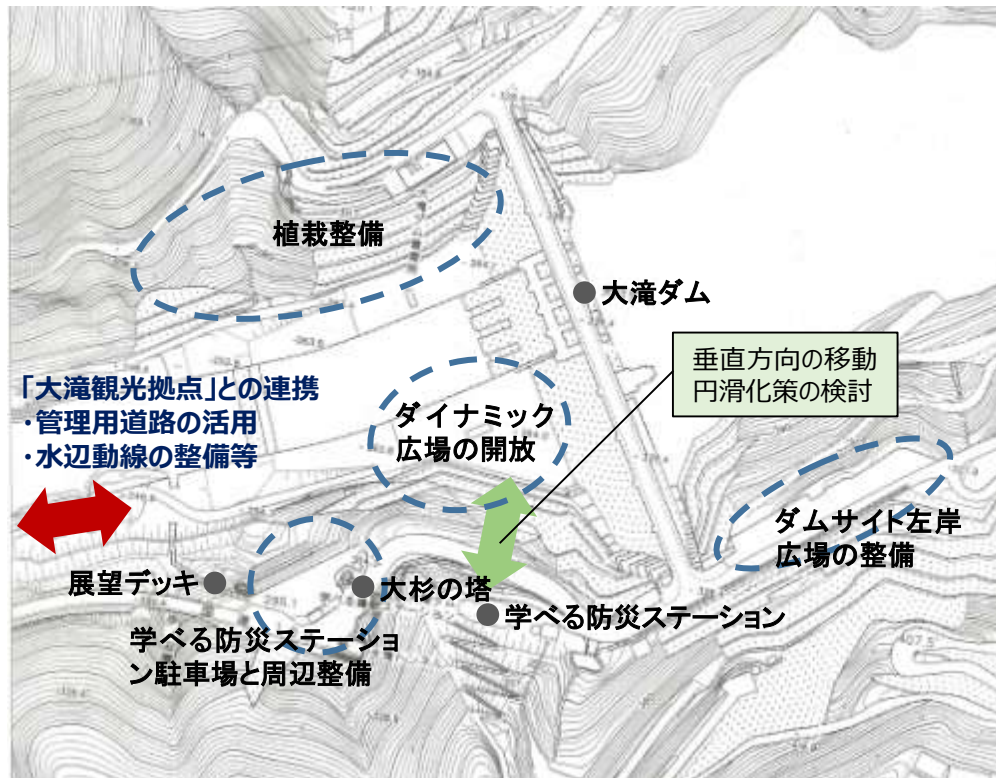 植栽整備
大滝ダム
垂直方向の移動
円滑化策の検討
「大滝観光拠点」との連携
・管理用道路の活用
・水辺動線の整備等
ダイナミック
広場の開放
ダムサイト左岸
広場の整備
展望デッキ
大杉の塔
学べる防災ステーション
学べる防災ステーショ
ン駐車場と周辺整備